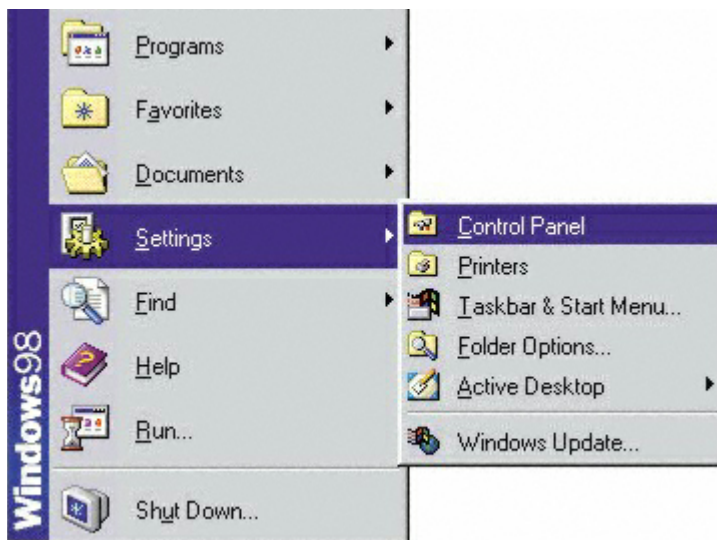 Programs
Favorites
Documents
Settings
Find
Help
Run...
Shut Down...
Control Panel
Printers
Taskbar & Start Menu...
Folder Options...
Active Desktop
Windows Update...
Windows98